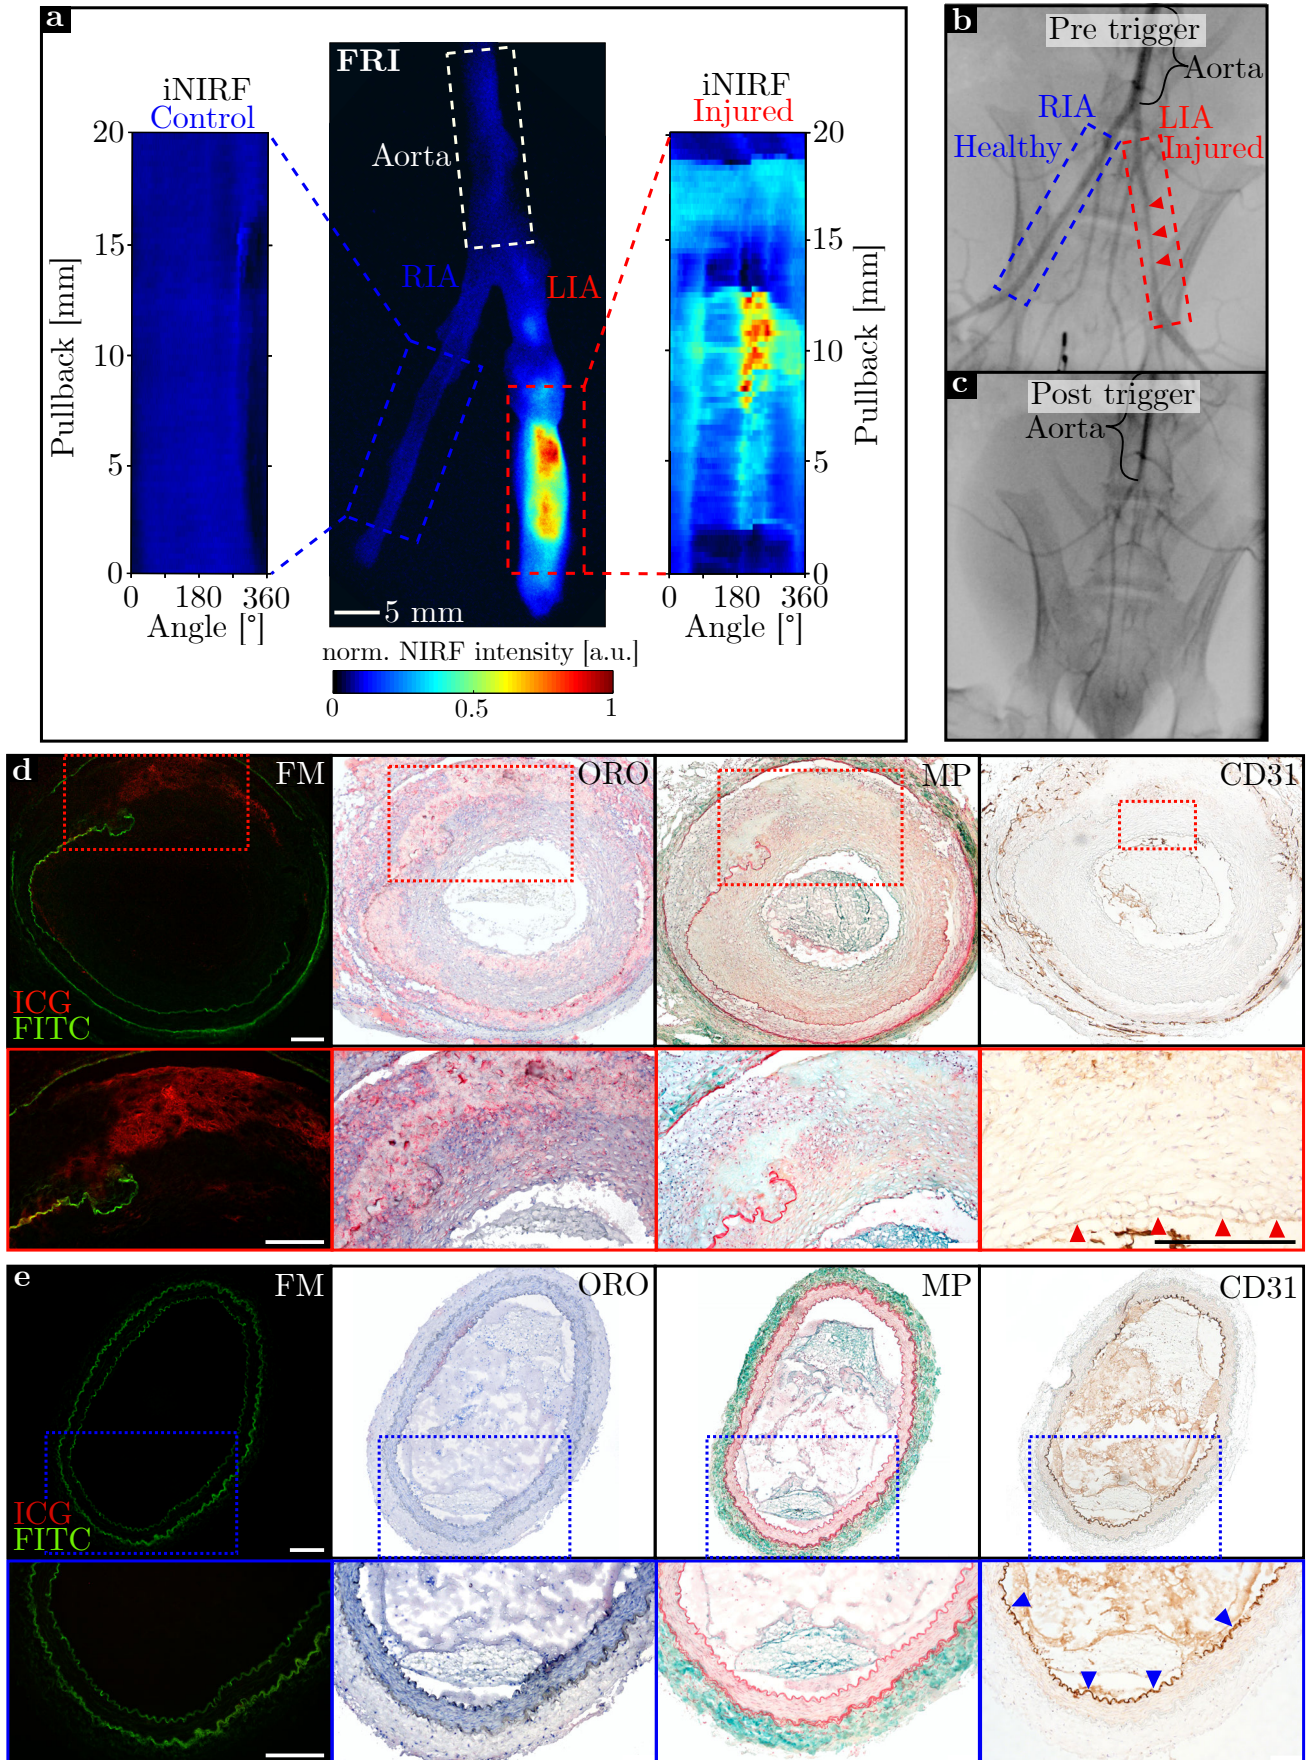 a
FRI
iNIRF
Control
20
15
10
5
0
Pullback [mm]
0 180 360
Angle [°]
Aorta
RIA
LIA
5 mm
norm. NIRF intensity [a.u.]
0 0.5 1
iNIRF
Injured
20
15
10
5
0
Pullback [mm]
0 180 360
Angle [°]
b
Pre trigger
Aorta
RIA
Healthy
LIA
Injured
c
Post trigger
Aorta
d
FM
ICG
FITC
ORO
MP
CD31
e
FM
ICG
FITC
ORO
MP
CD31